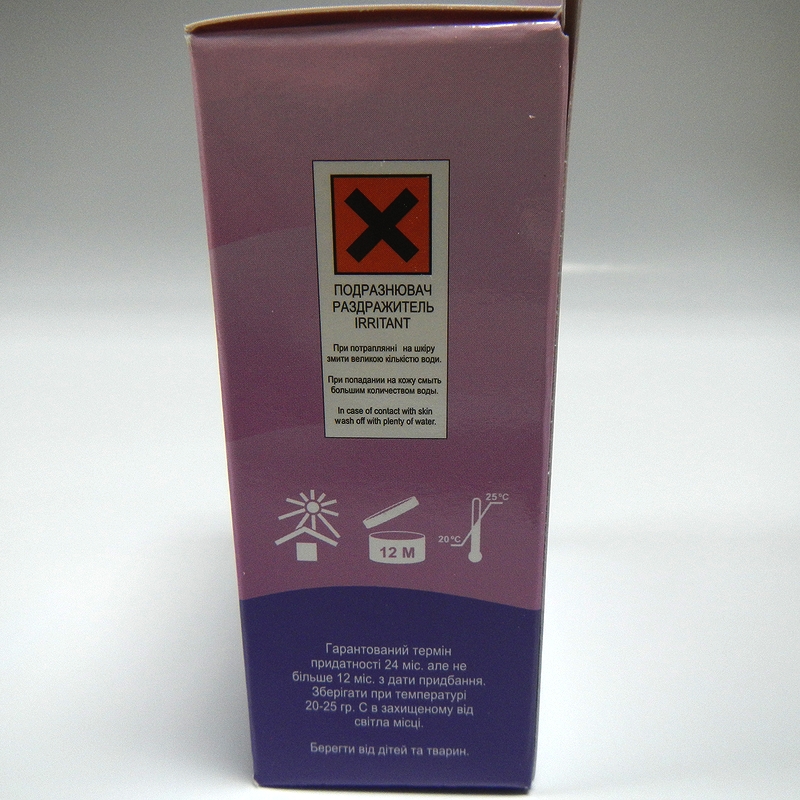 ПОДРАЗНЮВАЧ
РАЗДРАЖИТЕЛЬ
IRRITANT
При потраплянні на шкіру
змити великою кількістю води.
При попадании на кожу смыть
большим количеством воды.
In case of contact with skin
wash off with plenty of water.
25°C
20°C
12 M
Гарантований термін
придатності 24 міс. але не
більше 12 міс. з дати придбання.
Зберігати при температурі
20-25 гр. С в захищеному від
світла місці.
Берегти від дітей та тварин.